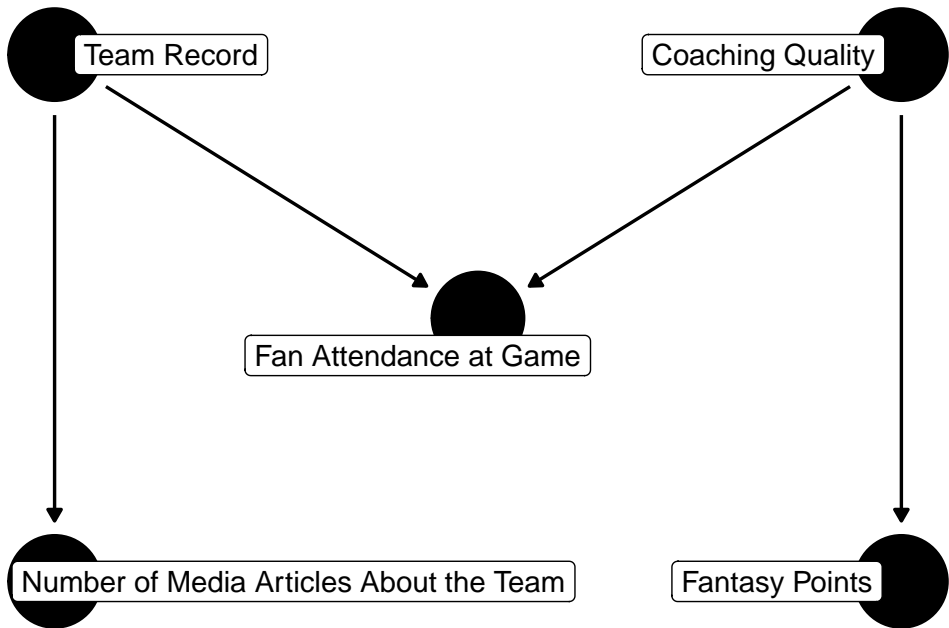 Team Record
Coaching Quality
Fan Attendance at Game
Number of Media Articles About the Team
Fantasy Points